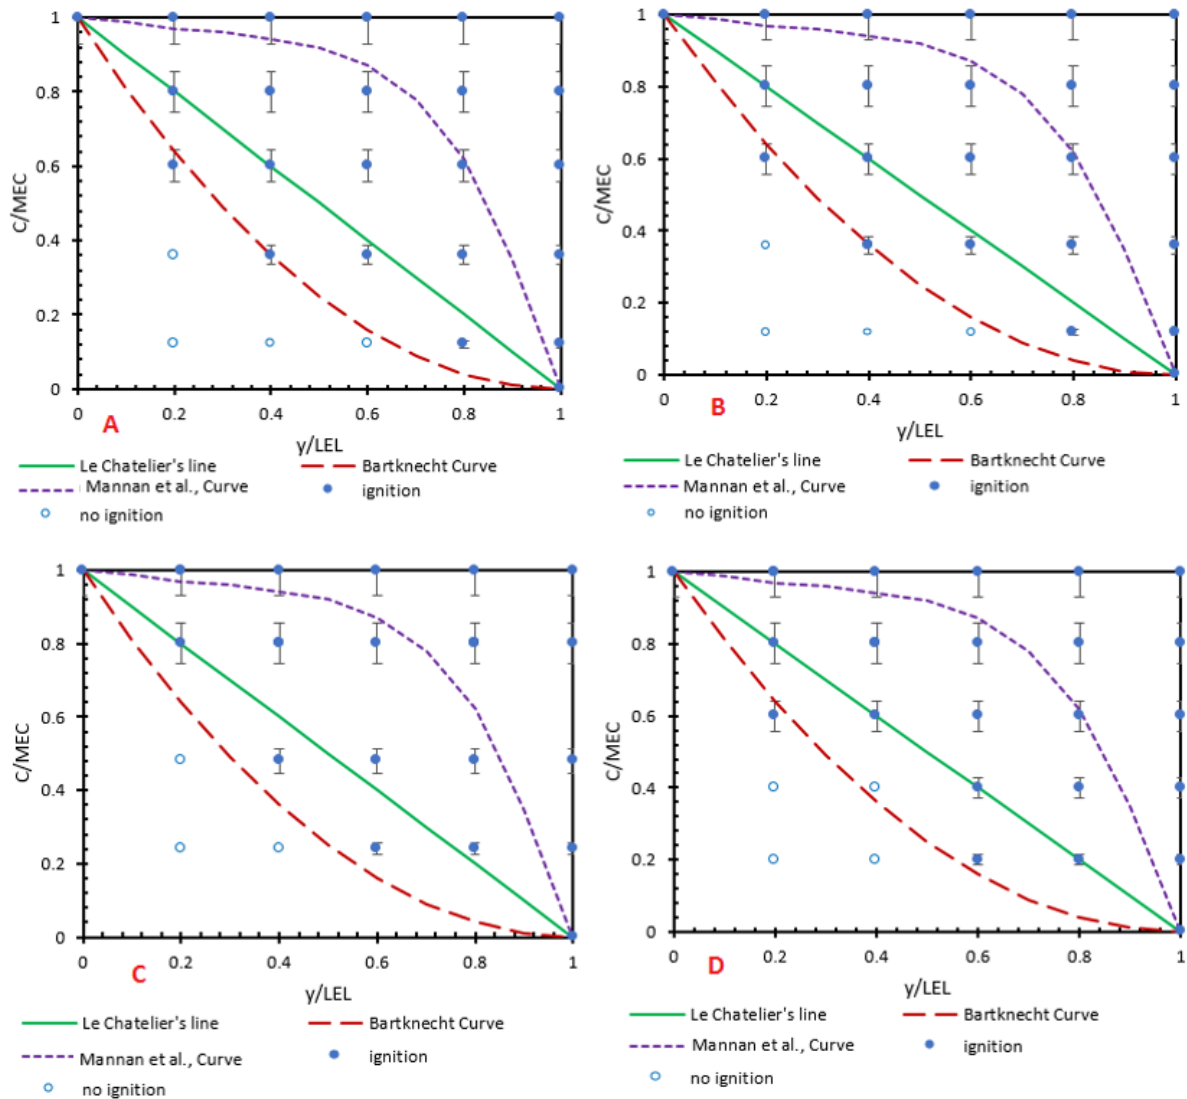 1
0.8
0.6
0.4
0.2
0
C/MEC
0 0.2 0.4 0.6 0.8 1
A
y/LEL
Le Chatelier's line
Bartknecht Curve
Mannan et al., Curve
ignition
no ignition
1
0.8
0.6
0.4
0.2
0
C/MEC
0 0.2 0.4 0.6 0.8 1
B
y/LEL
Le Chatelier's line
Bartknecht Curve
Mannan et al., Curve
ignition
no ignition
1
0.8
0.6
0.4
0.2
0
C/MEC
0 0.2 0.4 0.6 0.8 1
C
y/LEL
Le Chatelier's line
Bartknecht Curve
Mannan et al., Curve
ignition
no ignition
1
0.8
0.6
0.4
0.2
0
C/MEC
0 0.2 0.4 0.6 0.8 1
D
y/LEL
Le Chatelier's line
Bartknecht Curve
Mannan et al., Curve
ignition
no ignition